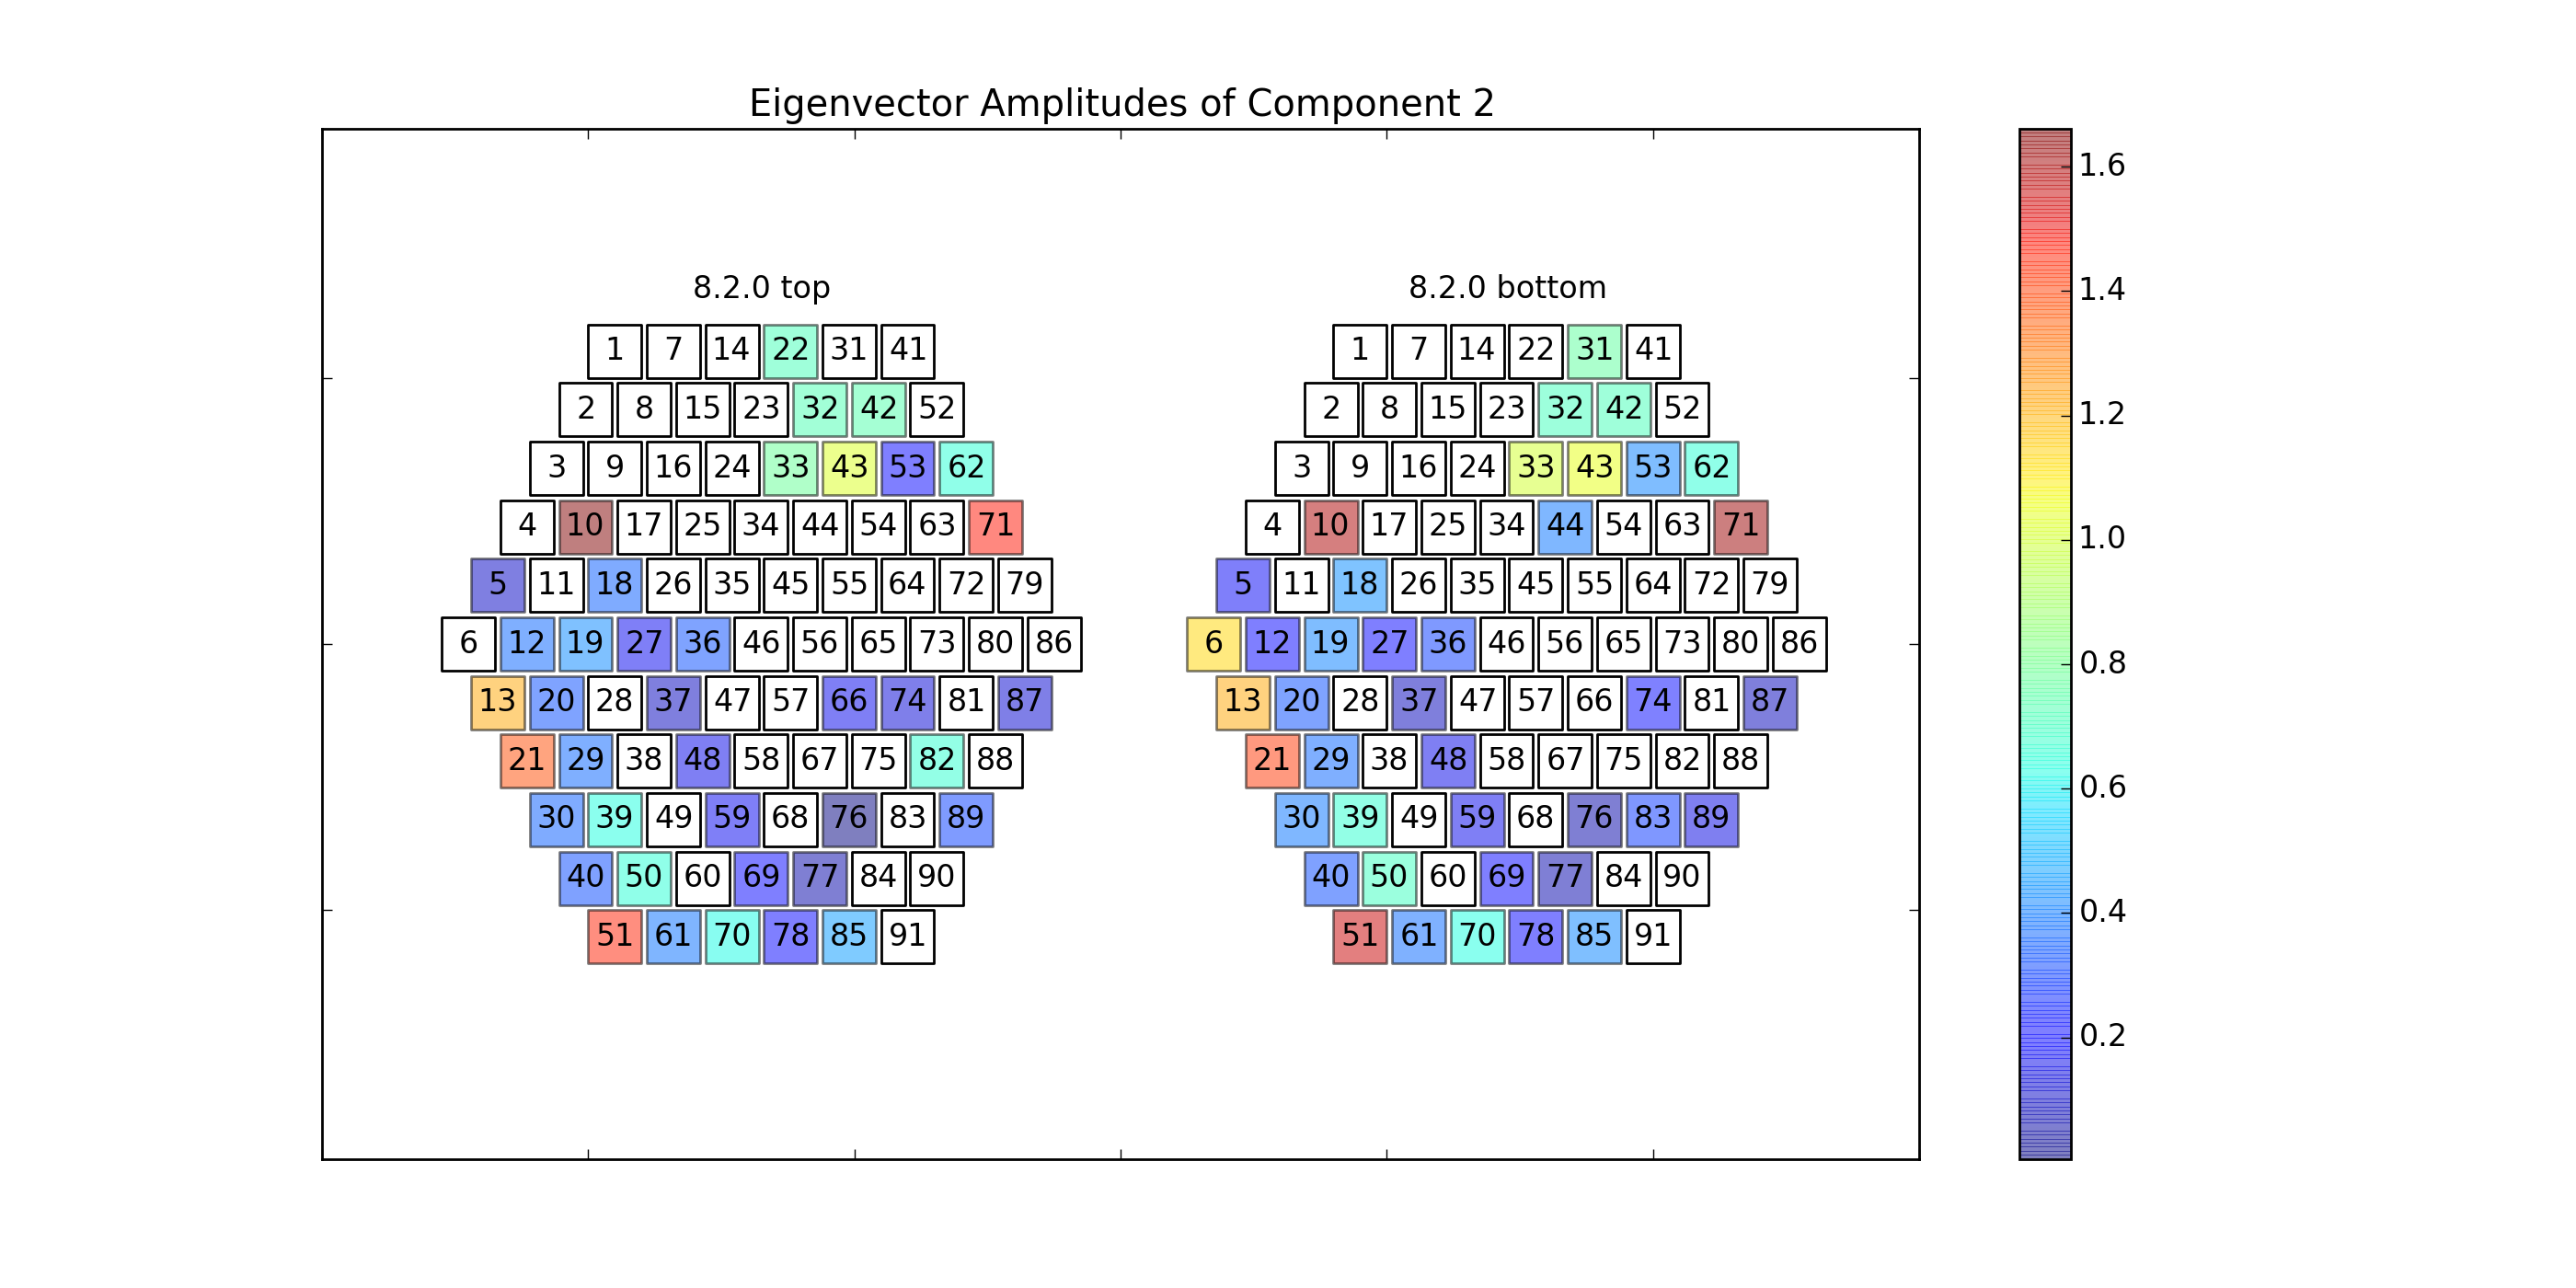 Eigenvector Amplitudes of Component 2
8.2.0 top
1 7 14 22 31 41
2 8 15 23 32 42 52
3 9 16 24 33 43 53 62
4 10 17 25 34 44 54 63 71
5 11 18 26 35 45 55 64 72 79
6 12 19 27 36 46 56 65 73 80 86
13 20 28 37 47 57 66 74 81 87
21 29 38 48 58 67 75 82 88
30 39 49 59 68 76 83 89
40 50 60 69 77 84 90
51 61 70 78 85 91
8.2.0 bottom
1 7 14 22 31 41
2 8 15 23 32 42 52
3 9 16 24 33 43 53 62
4 10 17 25 34 44 54 63 71
5 11 18 26 35 45 55 64 72 79
6 12 19 27 36 46 56 65 73 80 86
13 20 28 37 47 57 66 74 81 87
21 29 38 48 58 67 75 82 88
30 39 49 59 68 76 83 89
40 50 60 69 77 84 90
51 61 70 78 85 91
1.6
1.4
1.2
1.0
0.8
0.6
0.4
0.2